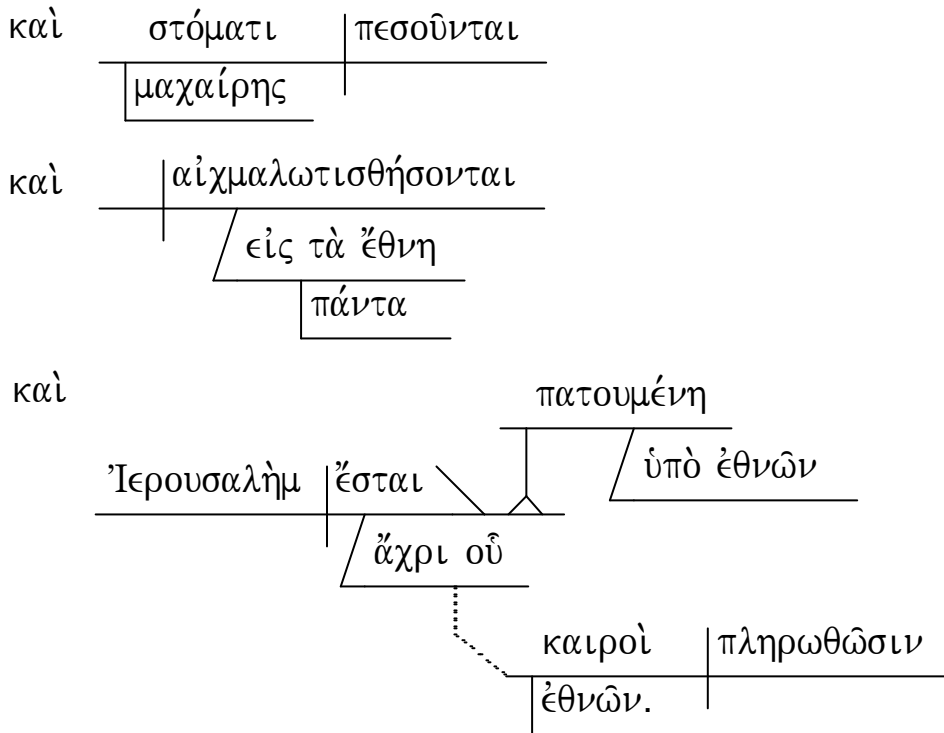 καὶ στόματι πεσοῦνται
μαχαίρης
καὶ αἰχμαλωτισθήσονται
εἰς τὰ ἔθνη
πάντα
καὶ
πατουμένη
Ἰερουσαλὴμ ἔσται ὑπὸ ἐθνῶν
ἄχρι οὗ
καιροὶ πληρωθῶσιν
ἐθνῶν.